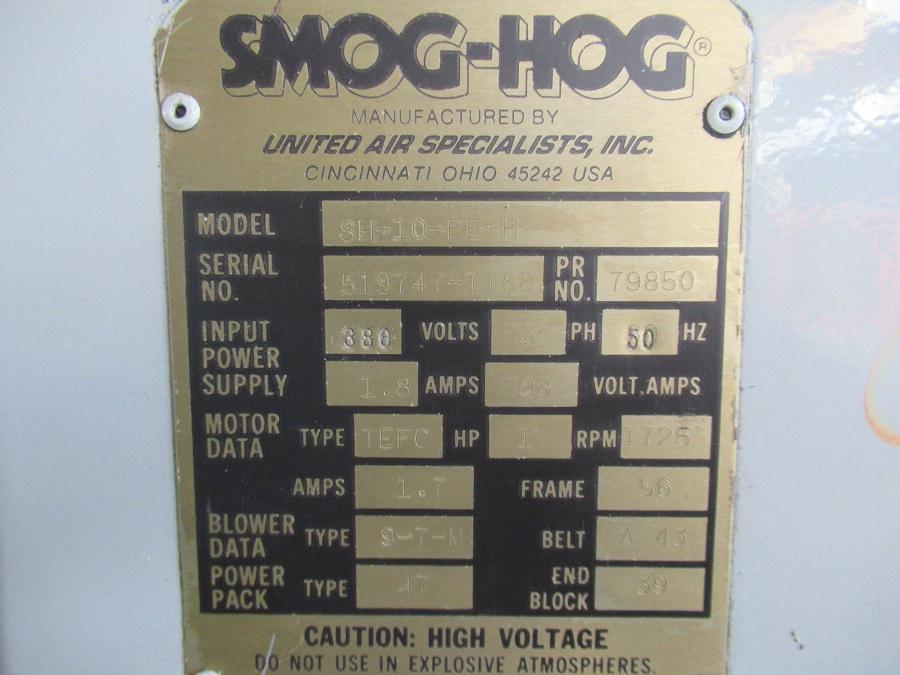 SMOG-HOG®
MANUFACTURED BY
UNITED AIR SPECIALISTS, INC.
CINCINNATI OHIO 45242 USA
MODEL SH-10-PE-H
SERIAL NO. 519747-1188 PR NO. 79850
INPUT POWER SUPPLY 380 VOLTS 3 PH 50 HZ
1.8 AMPS 798 VOLT.AMPS
MOTOR DATA TYPE TEFC HP 1 RPM 1725
AMPS 1.7 FRAME 56
BLOWER DATA TYPE 9-7-M BELT A 43
POWER PACK TYPE 47 END BLOCK 39
CAUTION: HIGH VOLTAGE
DO NOT USE IN EXPLOSIVE ATMOSPHERES.